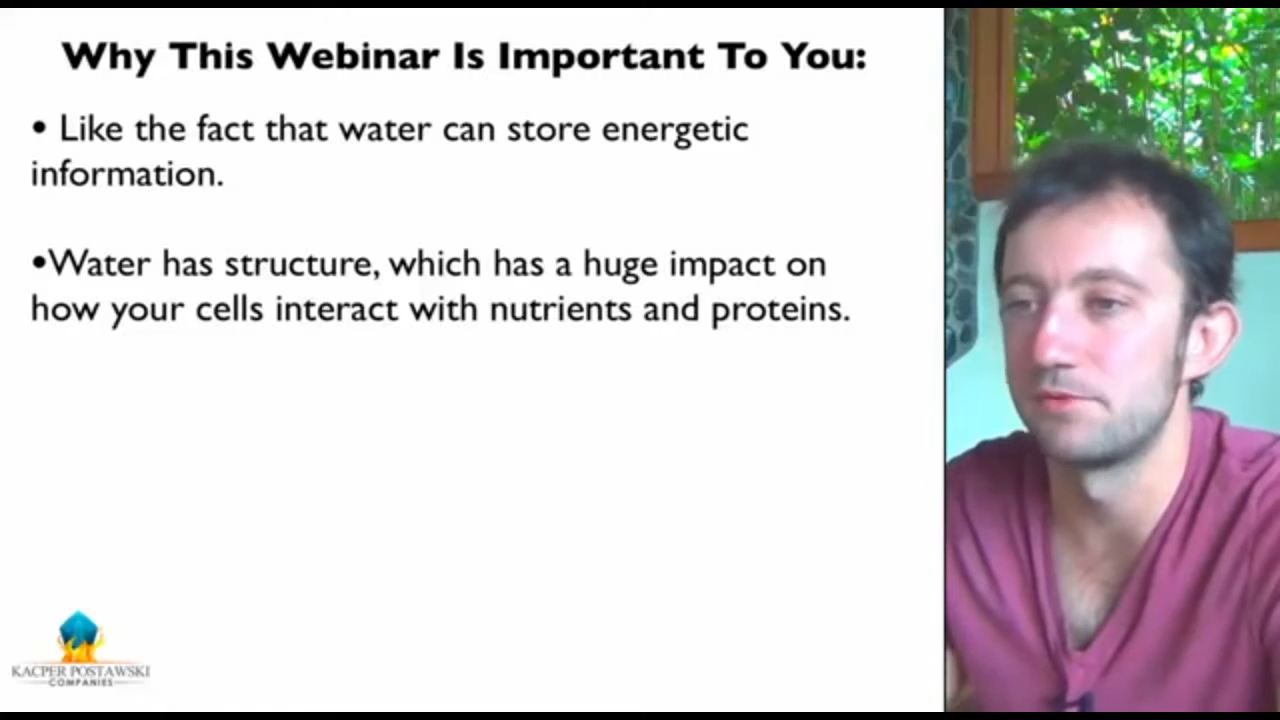 Why This Webinar Is Important To You:
• Like the fact that water can store energetic
information.
•Water has structure, which has a huge impact on
how your cells interact with nutrients and proteins.
KACPER POSTAWSKI
COMPANIES